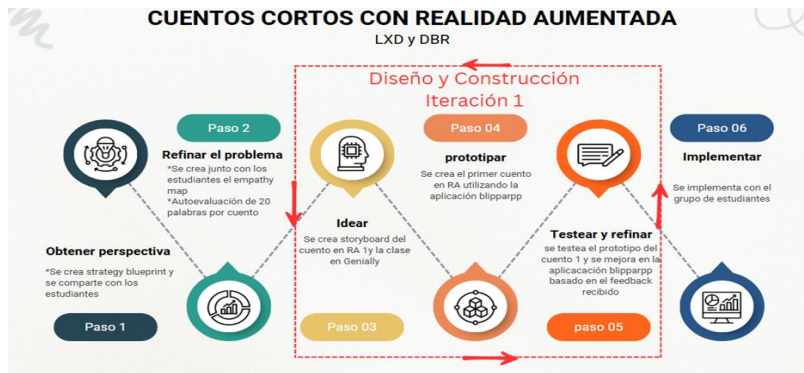 CUENTOS CORTOS CON REALIDAD AUMENTADA
LXD y DBR
Diseño y Construcción
Iteración 1
Obtener perspectiva
*Se crea strategy blueprint y
se comparte con los
estudiantes
Paso 1
Paso 2
Refinar el problema
*Se crea junto con los
estudiantes el empathy
map
*Autoevaluación de 20
palabras por cuento
Idear
Se crea storyboard del
cuento en RA 1y la clase
en Genially
Paso 03
Paso 04
prototipar
Se crea el primer cuento
en RA utilizando la
aplicación blipparpp
Testear y refinar
se testea el prototipo del
cuento 1 y se mejora en la
aplicacación blipparpp
basado en el feedback
recibido
paso 05
Paso 06
Implementar
Se implementa con el
grupo de estudiantes